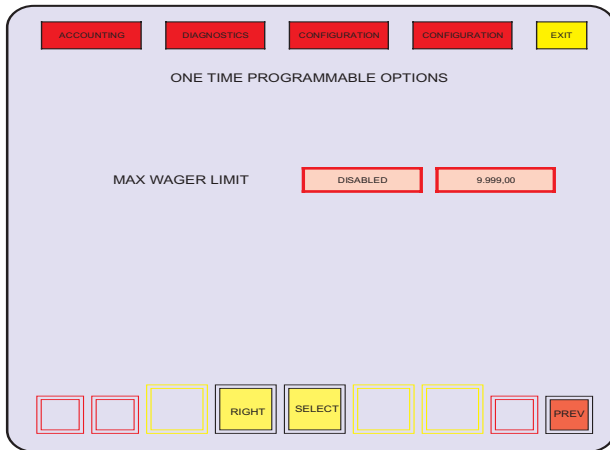 ACCOUNTING DIAGNOSTICS CONFIGURATION CONFIGURATION EXIT
ONE TIME PROGRAMMABLE OPTIONS
MAX WAGER LIMIT DISABLED 9.999,00
RIGHT SELECT PREV